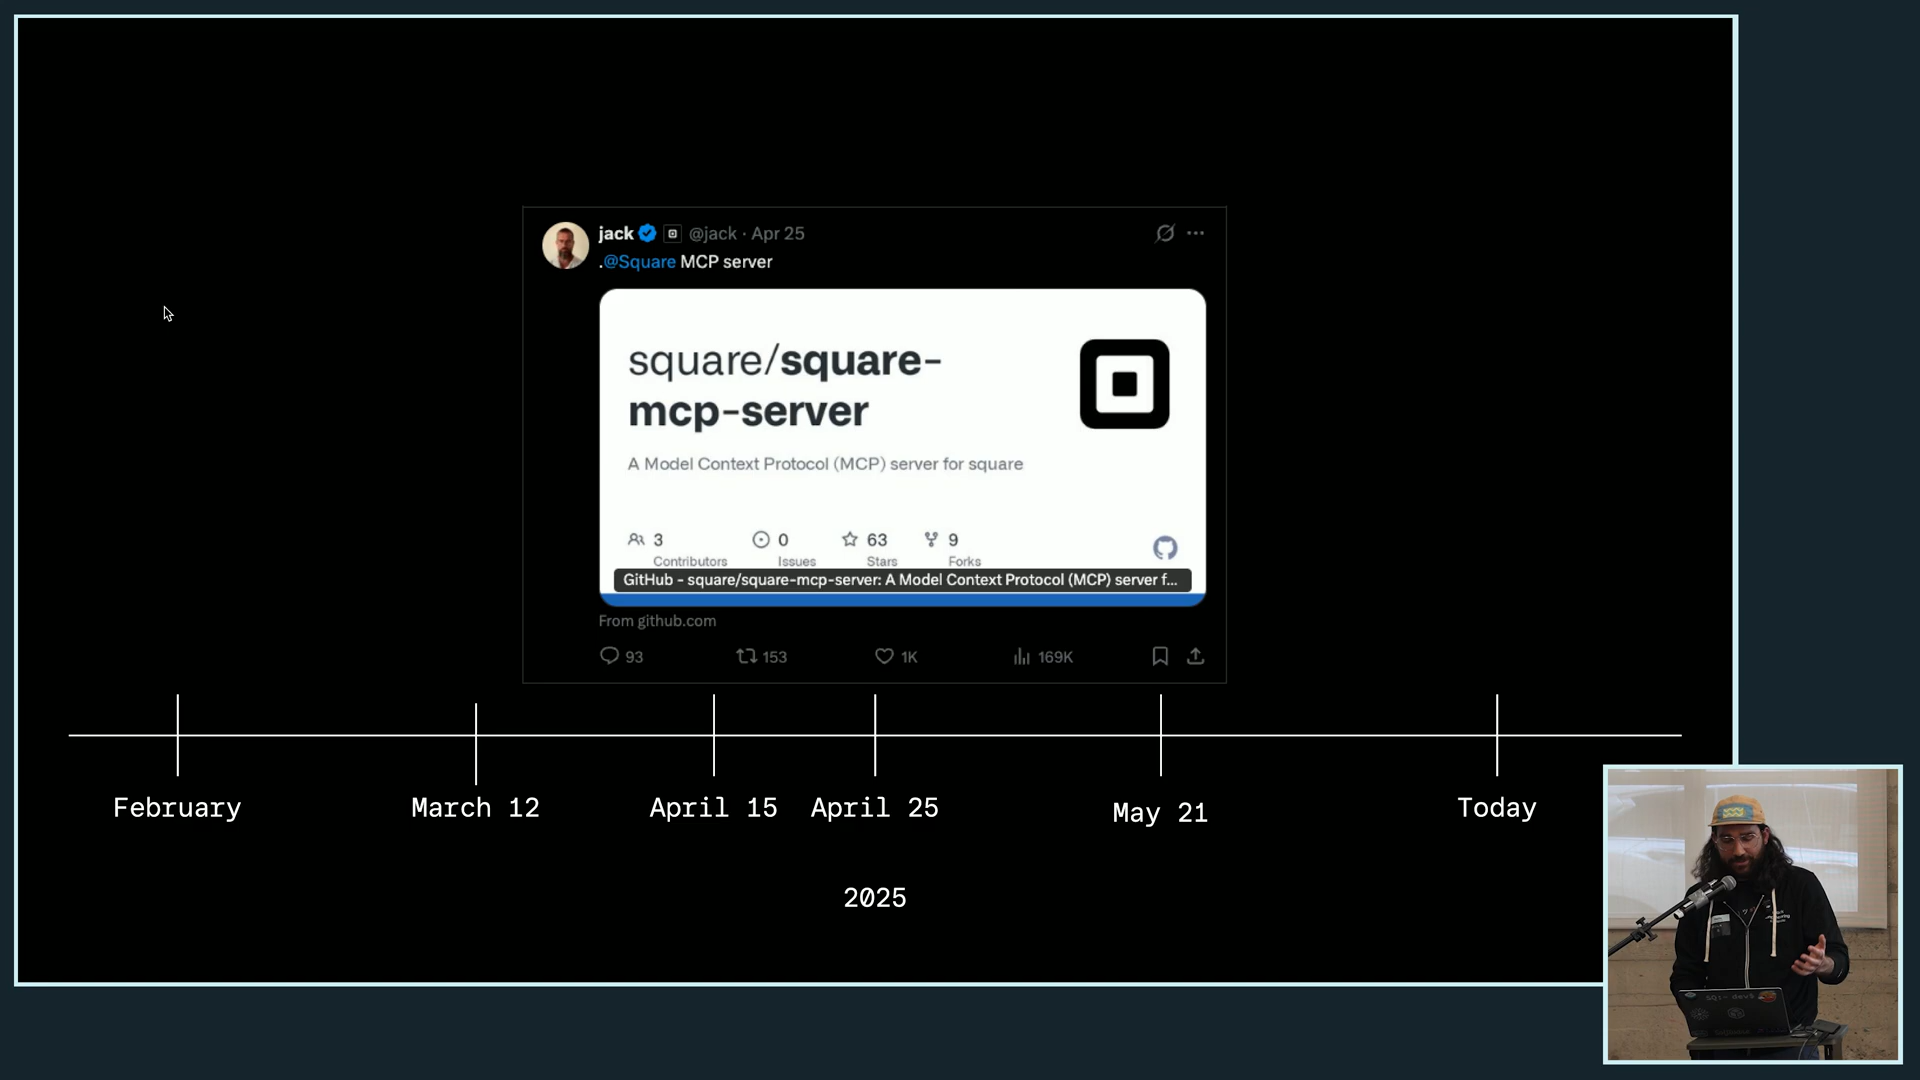 jack @jack · Apr 25
.@Square MCP server
square/square-
mcp-server
A Model Context Protocol (MCP) server for square
3 0 63 9
Contributors Issues Stars Forks
GitHub - square/square-mcp-server: A Model Context Protocol (MCP) server f...
From github.com
93 153 1K 169K
February March 12 April 15 April 25 May 21 Today
2025